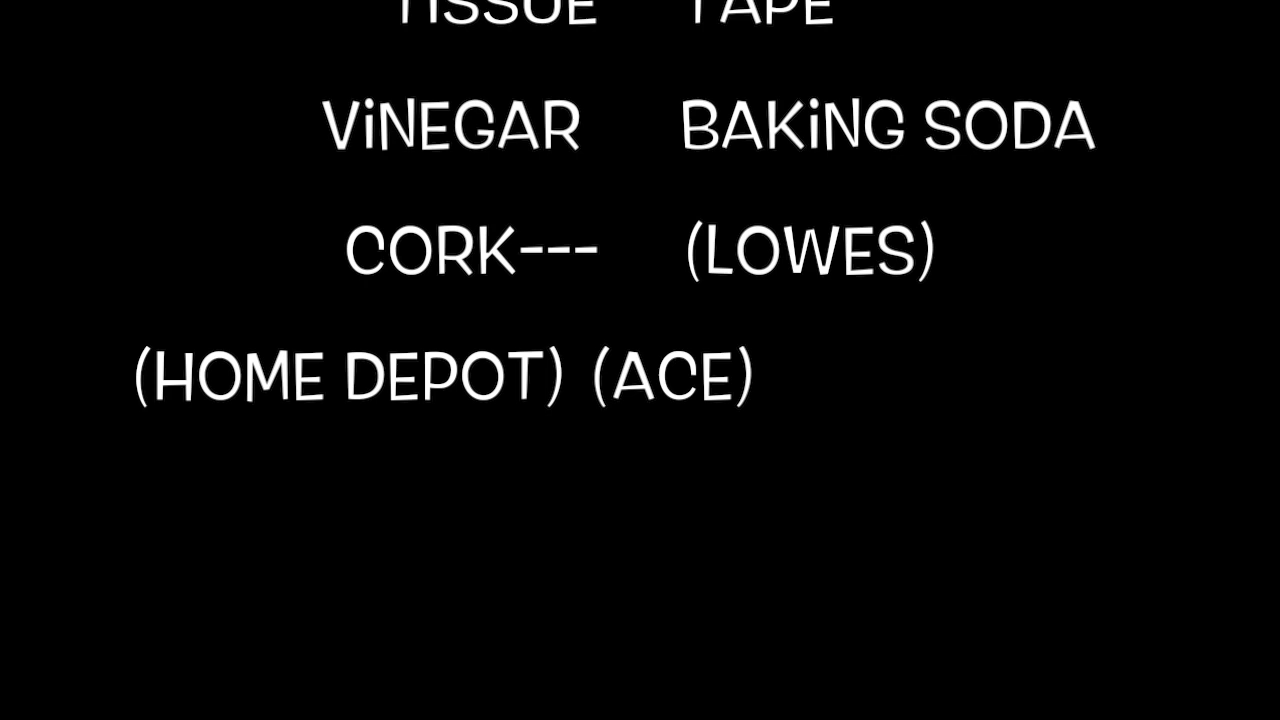 TISSUE TAPE
ViNEGAR BAKiNG SODA
CORK--- (LOWES)
(HOME DEPOT) (ACE)